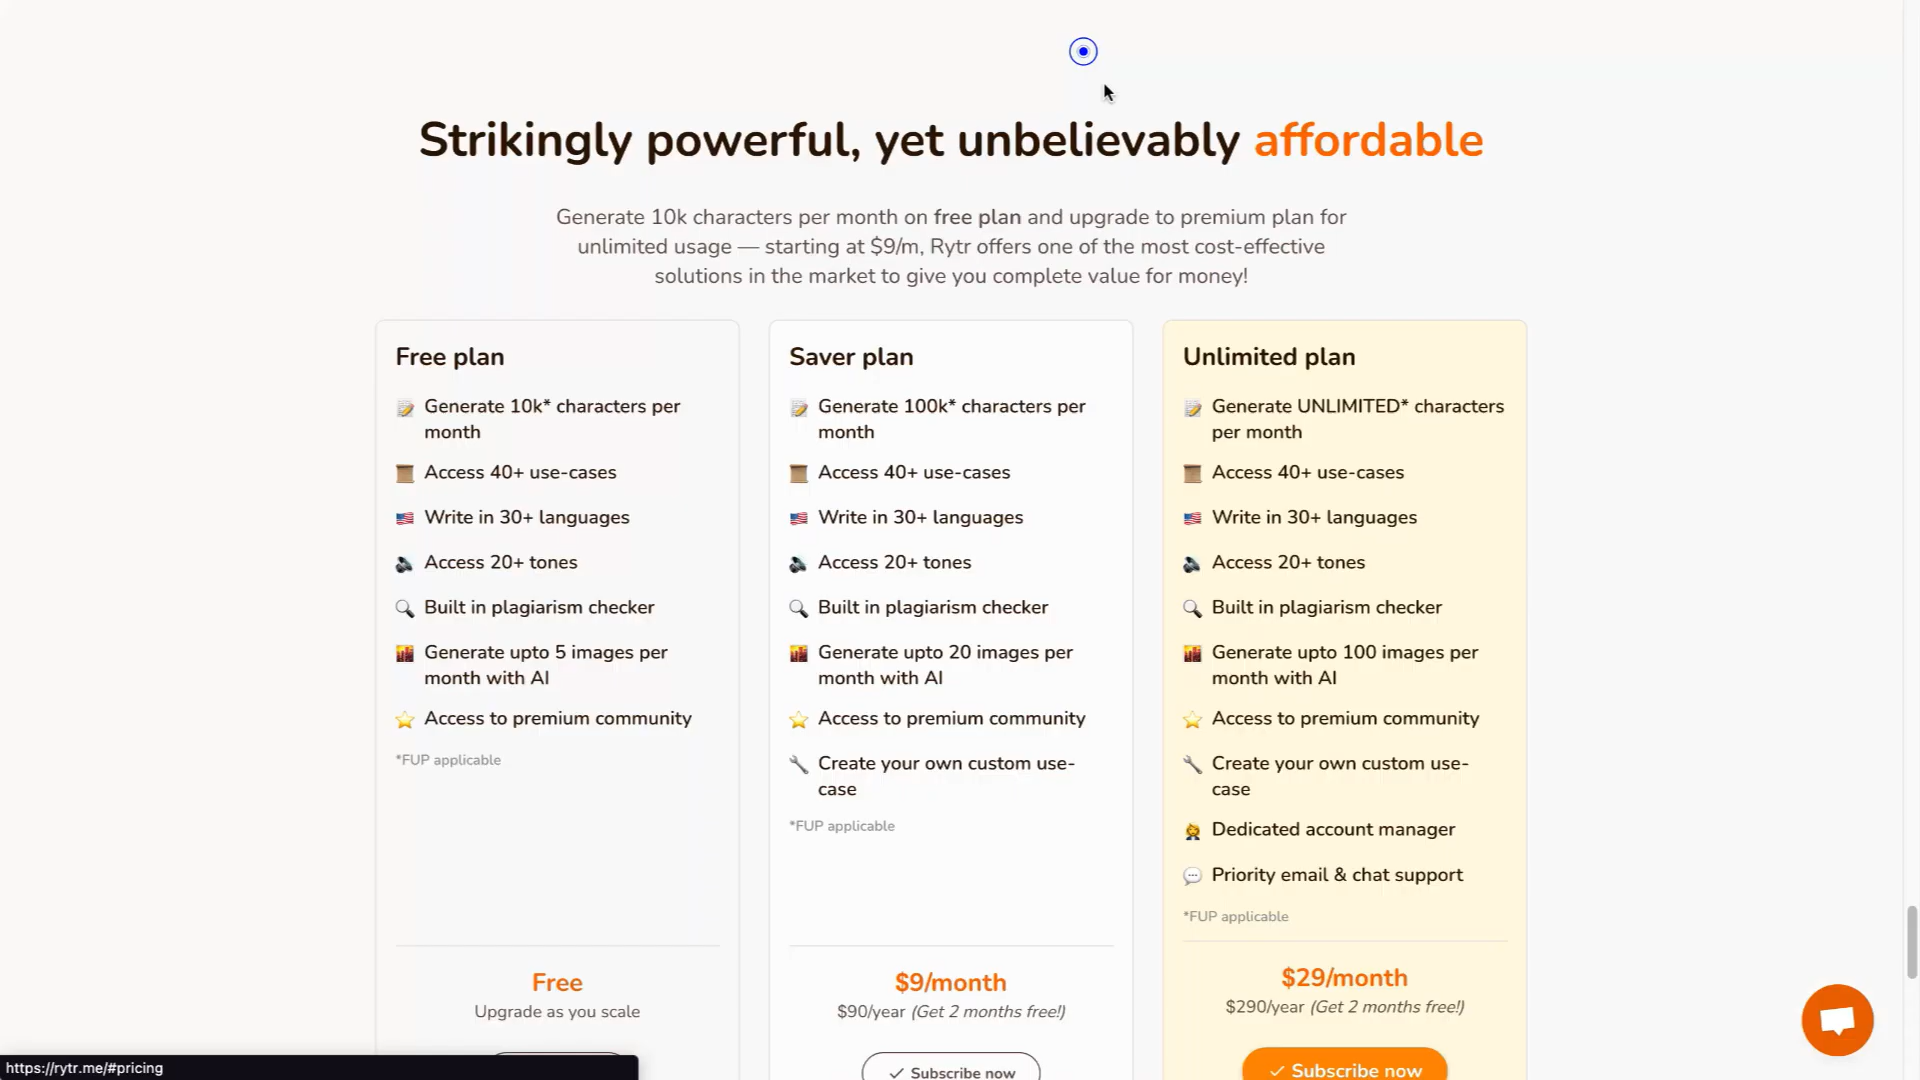 Strikingly powerful, yet unbelievably affordable
Generate 10k characters per month on free plan and upgrade to premium plan for
unlimited usage — starting at $9/m, Rytr offers one of the most cost-effective
solutions in the market to give you complete value for money!
Free plan
Generate 10k* characters per
month
Access 40+ use-cases
Write in 30+ languages
Access 20+ tones
Built in plagiarism checker
Generate upto 5 images per
month with AI
Access to premium community
*FUP applicable
Free
Upgrade as you scale
Saver plan
Generate 100k* characters per
month
Access 40+ use-cases
Write in 30+ languages
Access 20+ tones
Built in plagiarism checker
Generate upto 20 images per
month with AI
Access to premium community
Create your own custom use-
case
*FUP applicable
$9/month
$90/year (Get 2 months free!)
Subscribe now
Unlimited plan
Generate UNLIMITED* characters
per month
Access 40+ use-cases
Write in 30+ languages
Access 20+ tones
Built in plagiarism checker
Generate upto 100 images per
month with AI
Access to premium community
Create your own custom use-
case
Dedicated account manager
Priority email & chat support
*FUP applicable
$29/month
$290/year (Get 2 months free!)
Subscribe now
https://rytr.me/#pricing